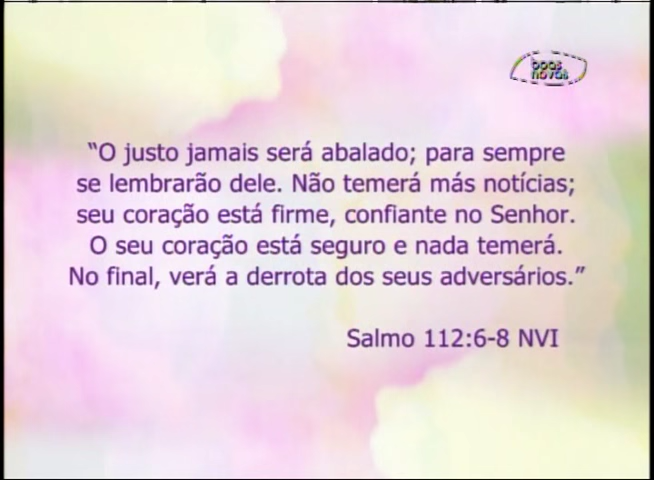 boas
novas
“O justo jamais será abalado; para sempre
se lembrarão dele. Não temerá más notícias;
seu coração está firme, confiante no Senhor.
O seu coração está seguro e nada temerá.
No final, verá a derrota dos seus adversários.”
Salmo 112:6-8 NVI